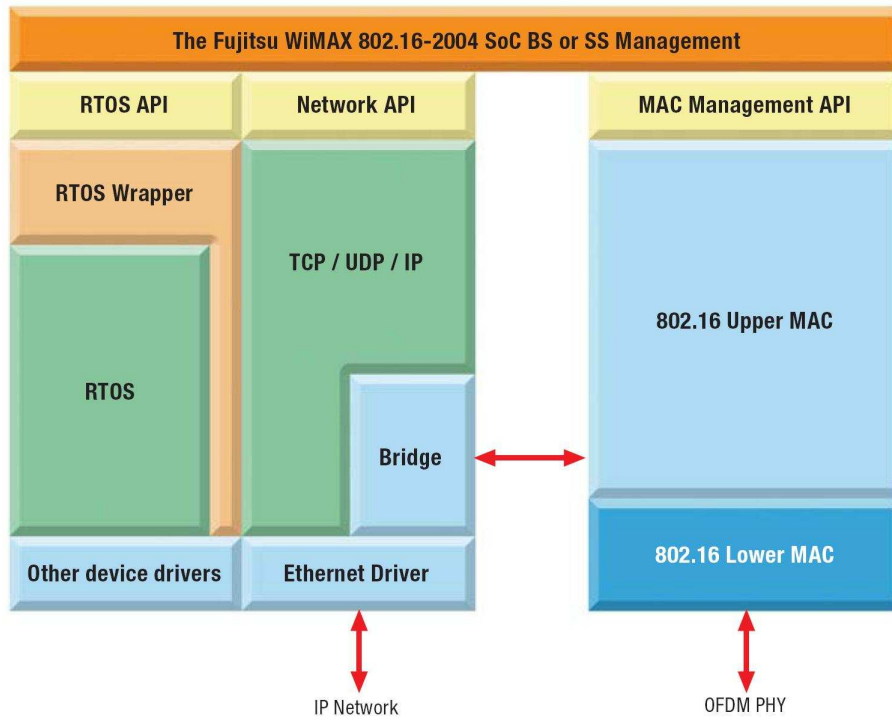 The Fujitsu WiMAX 802.16-2004 SoC BS or SS Management
RTOS API
Network API
MAC Management API
RTOS Wrapper
TCP / UDP / IP
802.16 Upper MAC
RTOS
Bridge
802.16 Lower MAC
Other device drivers
Ethernet Driver
IP Network
OFDM PHY